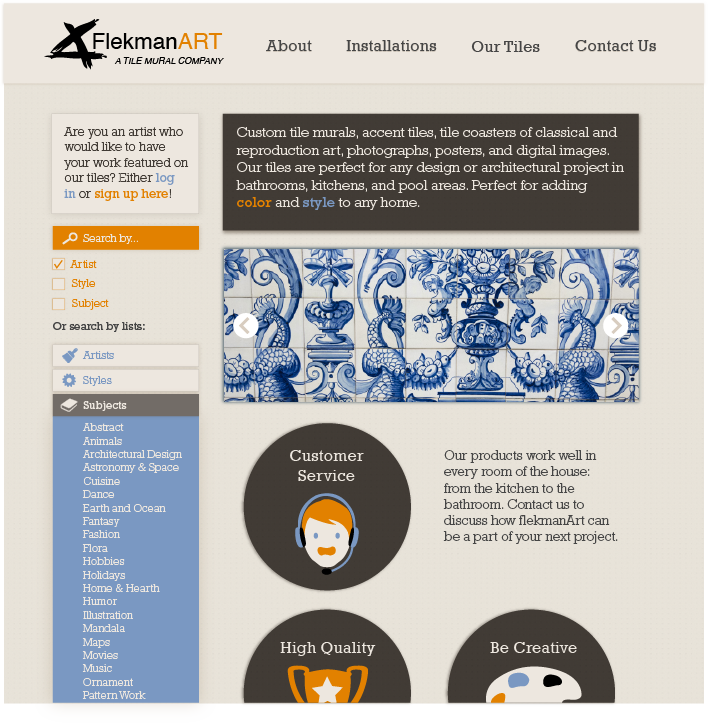 FlekmanART
A TILE MURAL COMPANY
About
Installations
Our Tiles
Contact Us
Are you an artist who
would like to have
your work featured on
our tiles? Either log
in or sign up here!
Search by...
Artist
Style
Subject
Or search by lists:
Artists
Styles
Subjects
Abstract
Animals
Architectural Design
Astronomy & Space
Cuisine
Dance
Earth and Ocean
Fantasy
Fashion
Flora
Hobbies
Holidays
Home & Hearth
Humor
Illustration
Mandala
Maps
Movies
Music
Ornament
Pattern Work
Custom tile murals, accent tiles, tile coasters of classical and
reproduction art, photographs, posters, and digital images.
Our tiles are perfect for any design or architectural project in
bathrooms, kitchens, and pool areas. Perfect for adding
color and style to any home.
Customer
Service
Our products work well in
every room of the house:
from the kitchen to the
bathroom. Contact us to
discuss how flekmanArt can
be a part of your next project.
High Quality
Be Creative